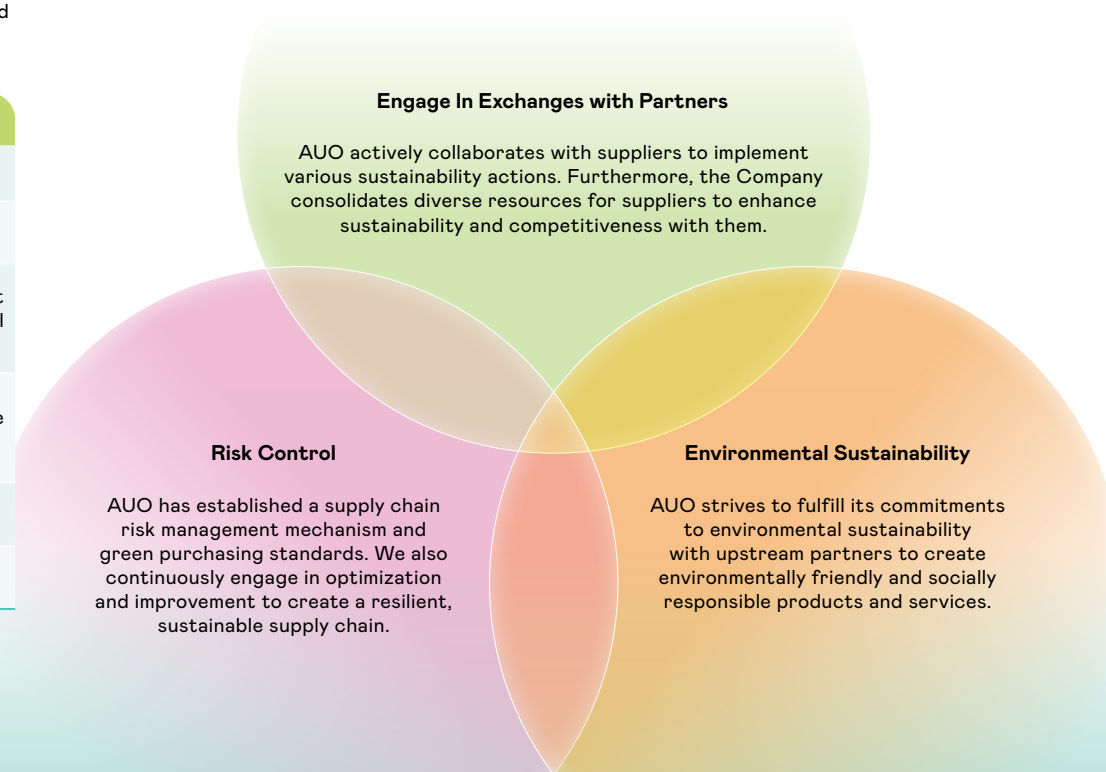 d
t
l
e
Engage In Exchanges with Partners
AUO actively collaborates with suppliers to implement
various sustainability actions. Furthermore, the Company
consolidates diverse resources for suppliers to enhance
sustainability and competitiveness with them.
Risk Control
AUO has established a supply chain
risk management mechanism and
green purchasing standards. We also
continuously engage in optimization
and improvement to create a resilient,
sustainable supply chain.
Environmental Sustainability
AUO strives to fulfill its commitments
to environmental sustainability
with upstream partners to create
environmentally friendly and socially
responsible products and services.